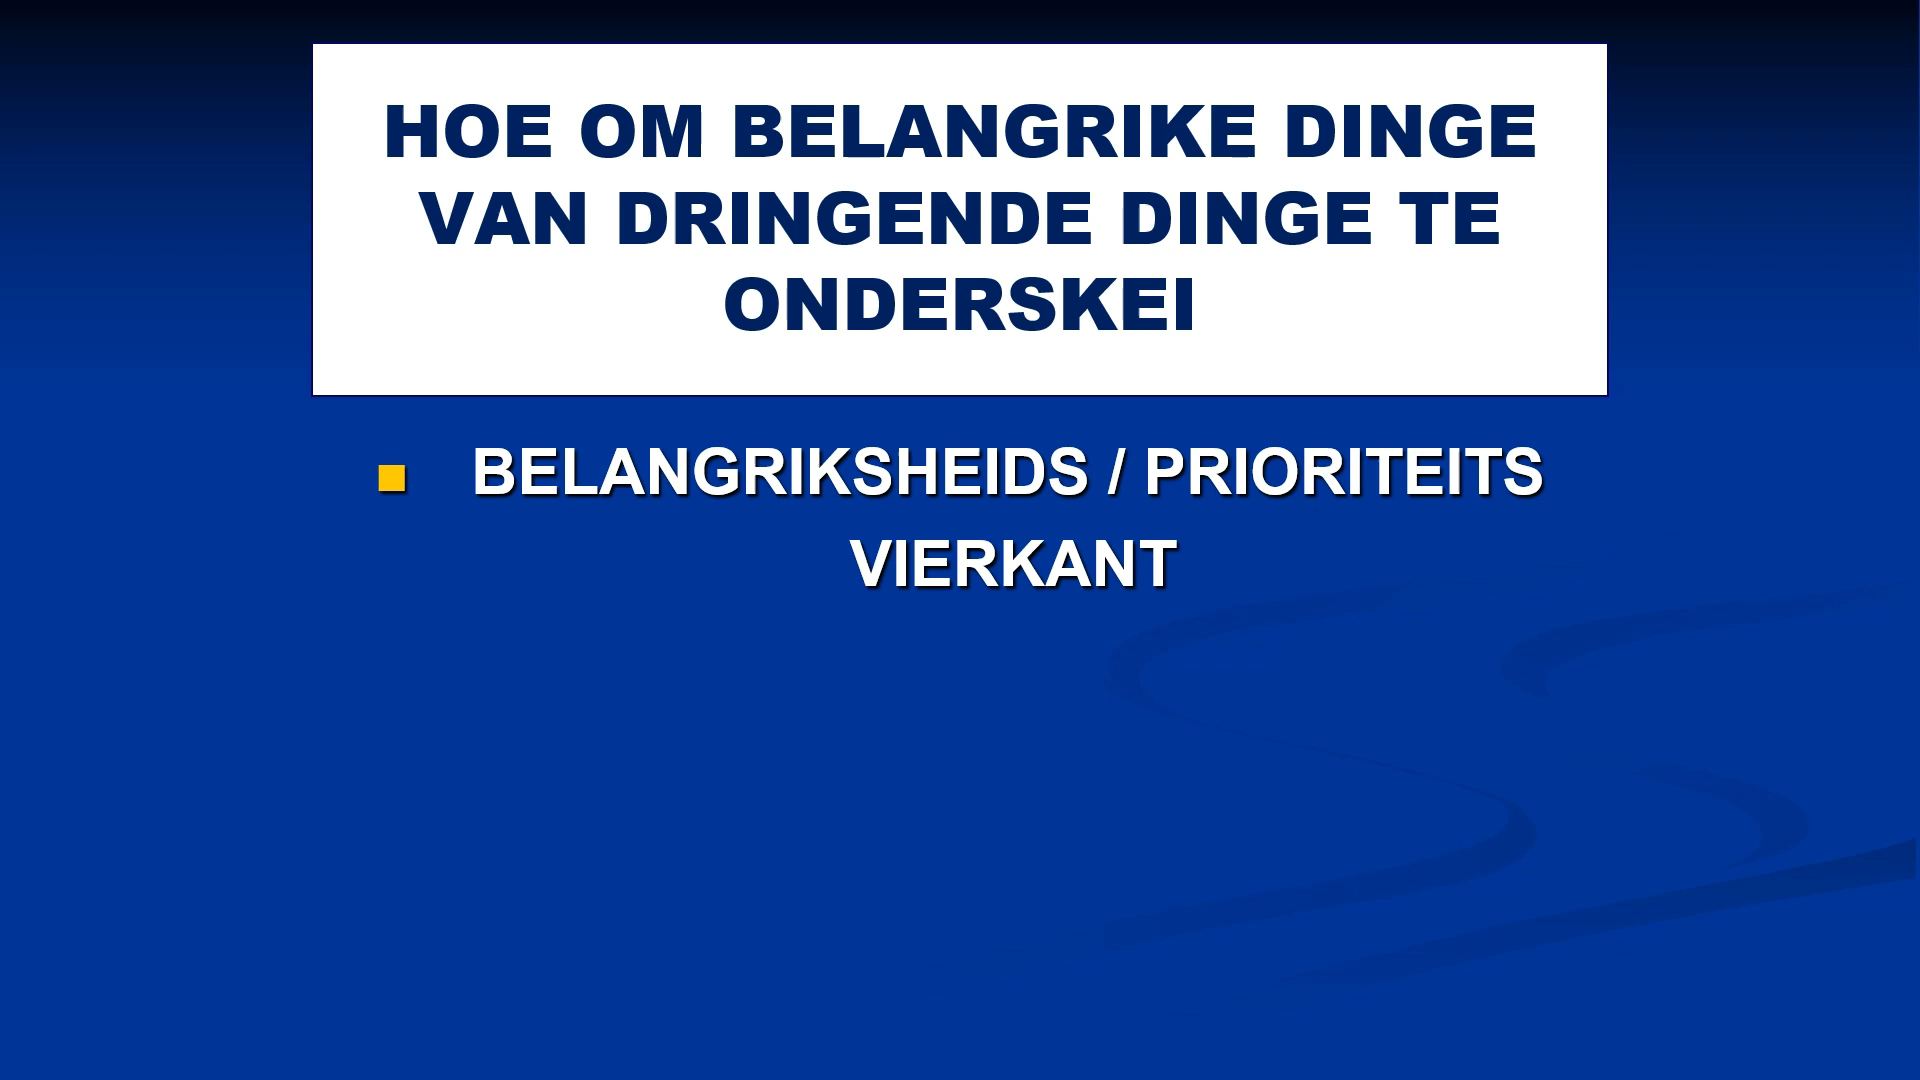 HOE OM BELANGRIKE DINGE
VAN DRINGENDE DINGE TE
ONDERSKEI
BELANGRIKSHEIDS / PRIORITEITS
VIERKANT